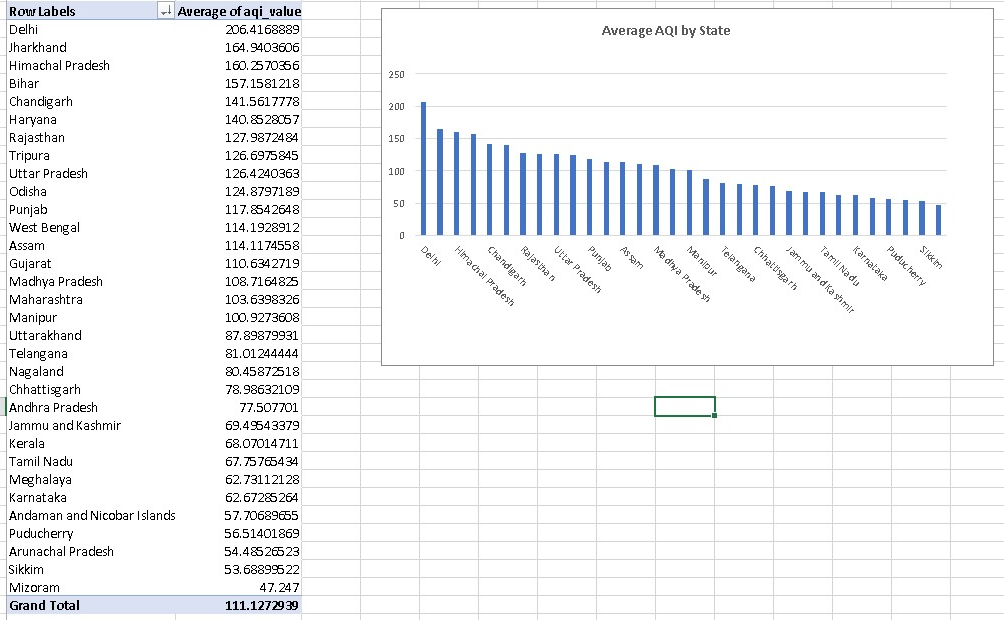 Row Labels Average of aqi_value
Delhi 206.4168889
Jharkhand 164.9403606
Himachal Pradesh 160.2570356
Bihar 157.1581218
Chandigarh 141.5617778
Haryana 140.8528057
Rajasthan 127.9872484
Tripura 126.6975845
Uttar Pradesh 126.4240363
Odisha 124.8797189
Punjab 117.8542648
West Bengal 114.1928912
Assam 114.1174558
Gujarat 110.6342719
Madhya Pradesh 108.7164825
Maharashtra 103.6398326
Manipur 100.9273608
Uttarakhand 87.89879931
Telangana 81.01244444
Nagaland 80.45872518
Chhattisgarh 78.98632109
Andhra Pradesh 77.507701
Jammu and Kashmir 69.49543379
Kerala 68.07014711
Tamil Nadu 67.75765434
Meghalaya 62.73112128
Karnataka 62.67285264
Andaman and Nicobar Islands 57.70689655
Puducherry 56.51401869
Arunachal Pradesh 54.48526523
Sikkim 53.68899522
Mizoram 47.247
Grand Total 111.1272939
Average AQI by State
250
200
150
100
50
0
Delhi
Himachal Pradesh
Chandigarh
Rajasthan
Uttar Pradesh
Punjab
Assam
Madhya Pradesh
Manipur
Telangana
Chhattisgarh
Jammu and Kashmir
Tamil Nadu
Karnataka
Puducherry
Sikkim